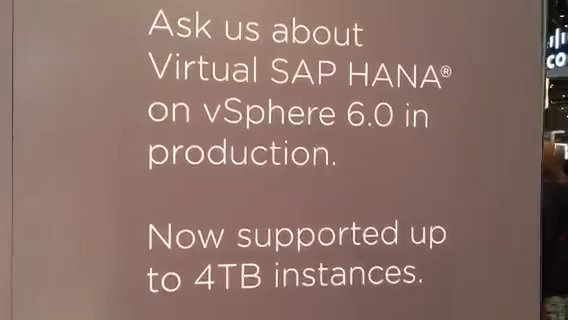 Ask us about
Virtual SAP HANA®
on vSphere 6.0 in
production.
Now supported up
to 4TB instances.